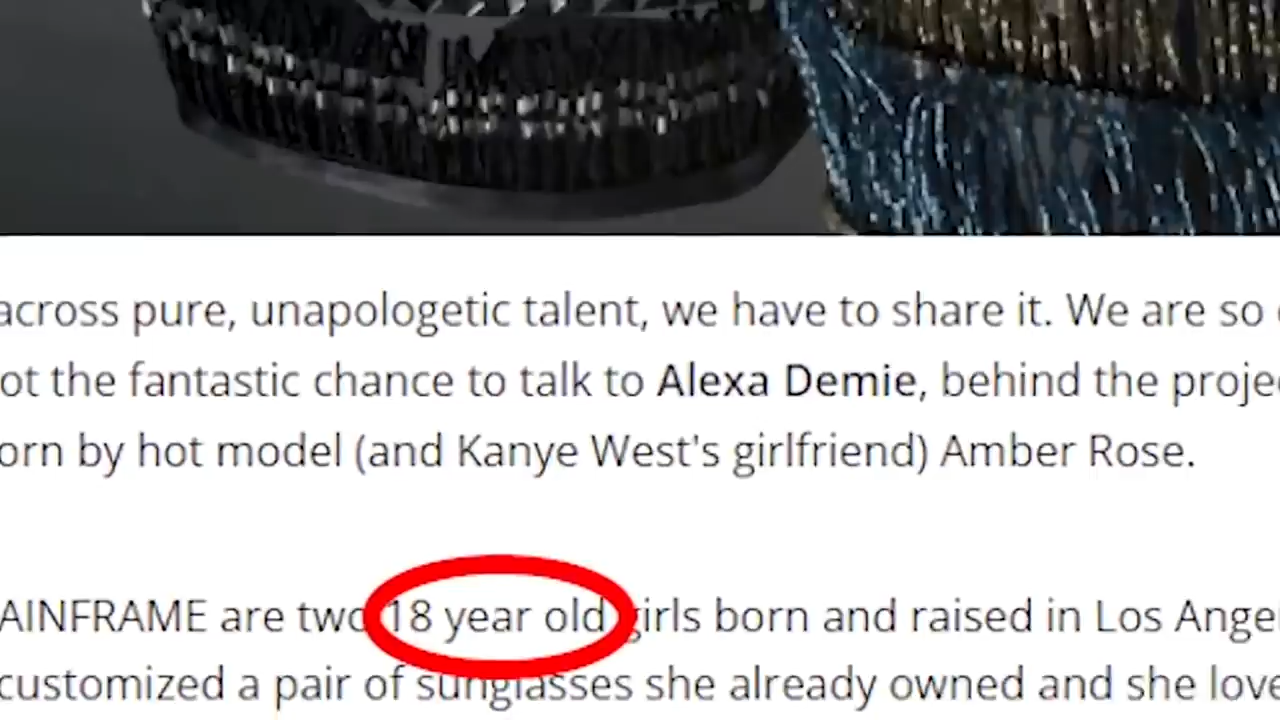 across pure, unapologetic talent, we have to share it. We are so
ot the fantastic chance to talk to Alexa Demie, behind the projec
orn by hot model (and Kanye West's girlfriend) Amber Rose.
AINFRAME are two 18 year old girls born and raised in Los Angel
customized a pair of sunglasses she already owned and she love